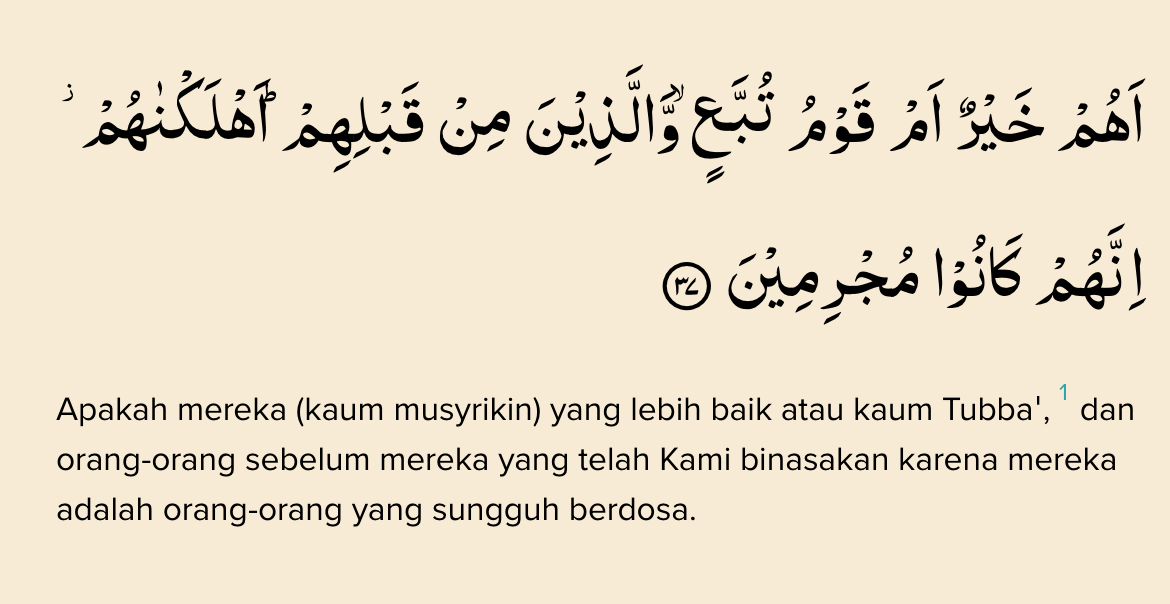 اَهُمْ خَيْرٌ اَمْ قَوْمُ تُبَّعٍۙ وَّالَّذِيْنَ مِنْ قَبْلِهِمْۗ اَهْلَكْنٰهُمْ ۖز
اِنَّهُمْ كَانُوْا مُجْرِمِيْنَ ٣٧
Apakah mereka (kaum musyrikin) yang lebih baik atau kaum Tubba', 1 dan
orang-orang sebelum mereka yang telah Kami binasakan karena mereka
adalah orang-orang yang sungguh berdosa.